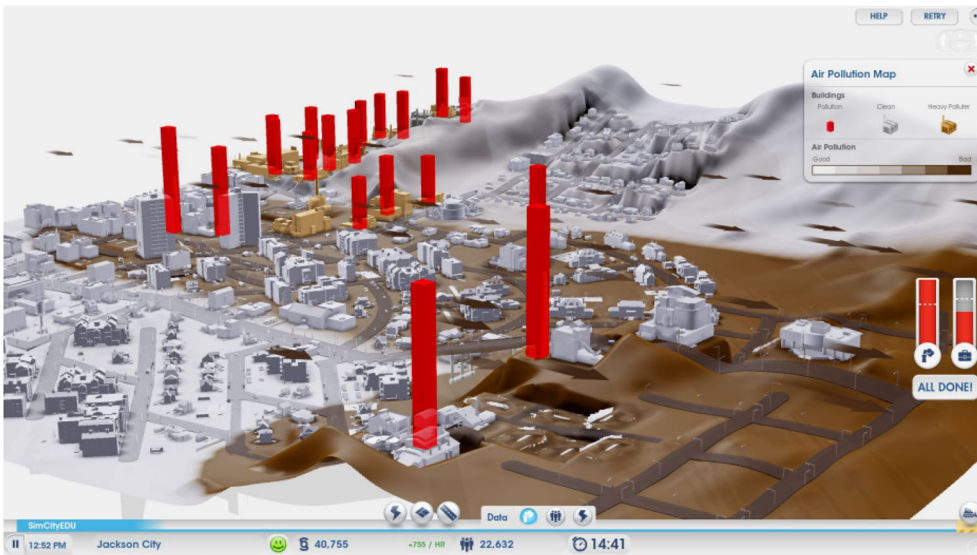 HELP RETRY
Air Pollution Map
Buildings
Pollution Clean Heavy Polluter
Air Pollution
Good Bad
ALL DONE!
Data
SimCityEDU
12:52 PM Jackson City 40,755 +755 / HR 22,632 14:41